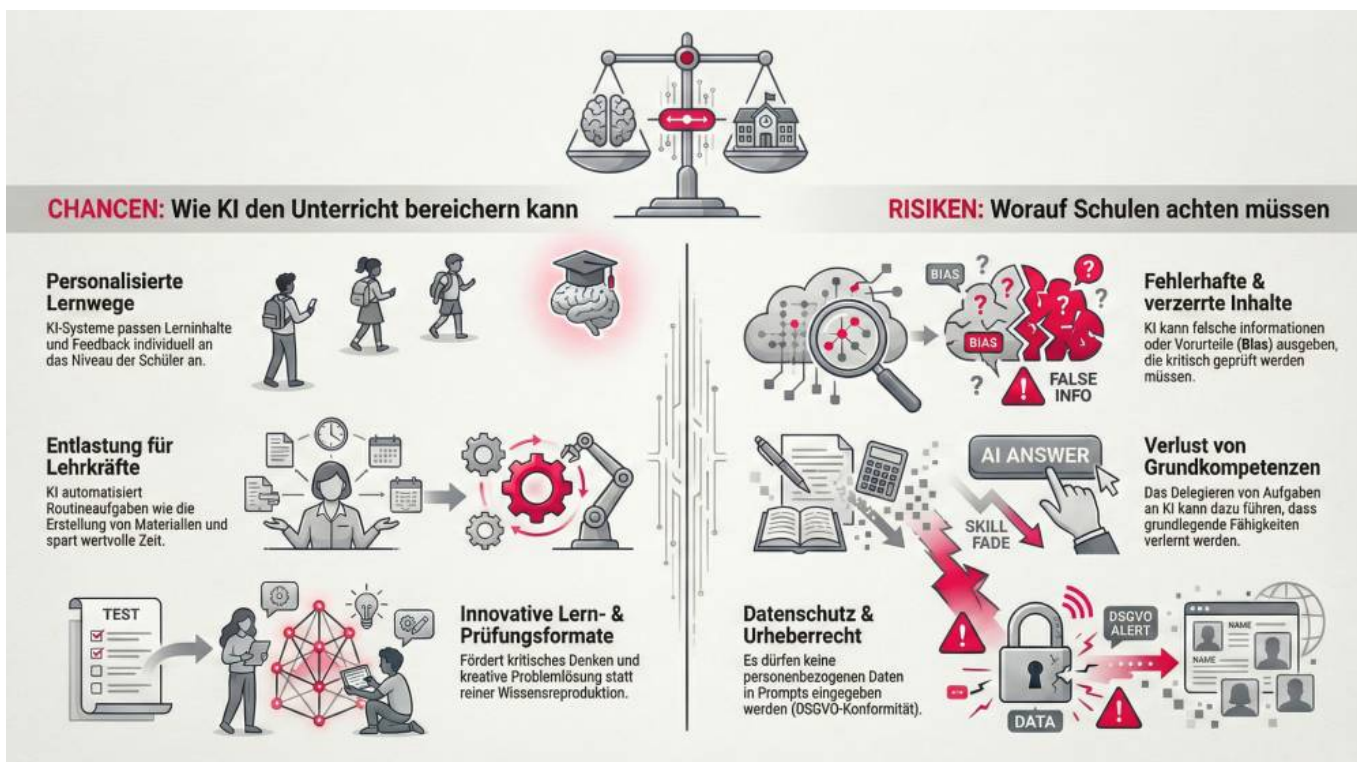 CHANCEN: Wie KI den Unterricht bereichern kann
Personalisierte
Lernwege
KI-Systeme passen Lerninhalte
und Feedback individuell an
das Niveau der Schüler an.
Entlastung für
Lehrkräfte
KI automatisiert
Routineaufgaben wie die
Erstellung von Materiallen und
spart wertvolle Zeit.
TEST
Innovative Lern- &
Prüfungsformate
Fördert kritisches Denken und
kreative Problemlösung statt
reiner Wissensreproduktion.
RISIKEN: Worauf Schulen achten müssen
BIAS
?
?
?
?
?
?
?
BIAS
?
?
!
FALSE
INFO
Fehlerhafte &
verzerrte Inhalte
KI kann falsche informationen
oder Vorurteile (Blas) ausgeben,
die kritisch geprüft werden
müssen.
AI ANSWER
SKILL
FADE
Verlust von
Grundkompetenzen
Das Delegieren von Aufgaben
an KI kann dazu führen, dass
grundlegende Fähigkeiten
verlernt werden.
Datenschutz &
Urheberrecht
Es dürfen keine
personenbezogenen Daten
in Prompts eingegeben
werden (DSGVO-Konformität).
!
DSGVO
ALERT
DATA
!
NAME
NAME